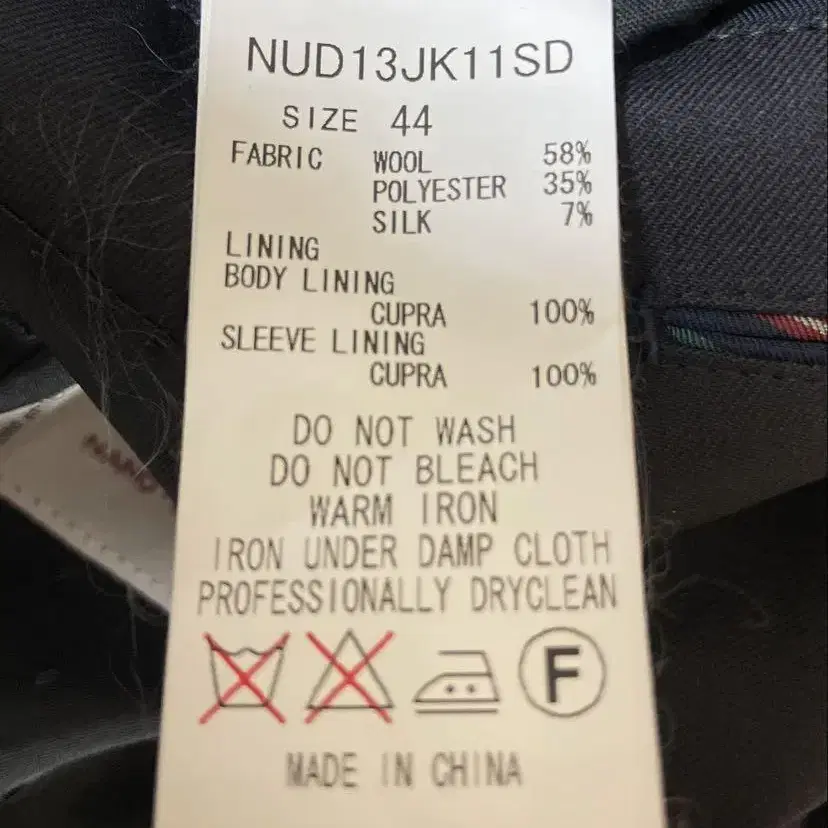 NUD13JK11SD
SIZE 44
FABRIC WOOL 58%
POLYESTER 35%
SILK 7%
LINING
BODY LINING
CUPRA 100%
SLEEVE LINING
CUPRA 100%
DO NOT WASH
DO NOT BLEACH
WARM IRON
IRON UNDER DAMP CLOTH
PROFESSIONALLY DRYCLEAN
F
MADE IN CHINA